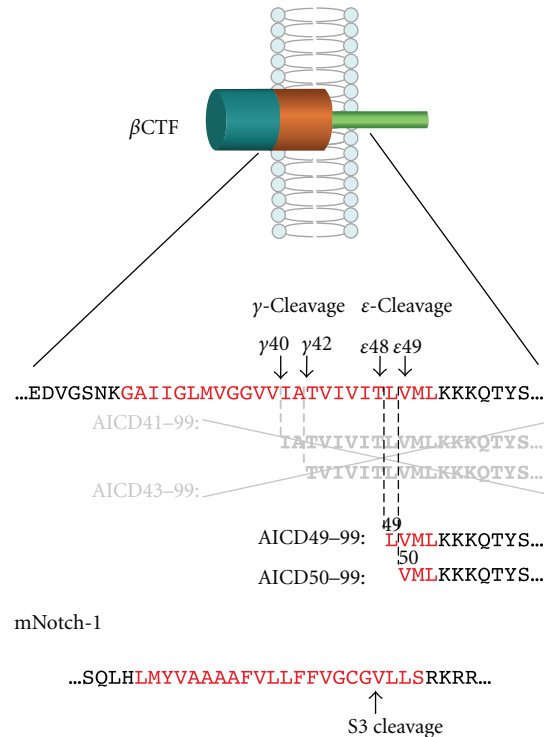 βCTF
γ-Cleavage ε-Cleavage
γ40 γ42 ε48 ε49
...EDVGSNKGAIIGLMVGGVVIATVIVITLVMLKKKQTYS...
AICD41–99:
IATVIVITLVMLKKKQTYS...
TVIVITLVMLKKKQTYS...
AICD43–99:
49
AICD49–99: LVMLKKKQTYS...
50
AICD50–99: VMLKKKQTYS...
mNotch-1
...SQLHLMYVAAAAFVLLFFVGCGVLLSRKRR...
S3 cleavage